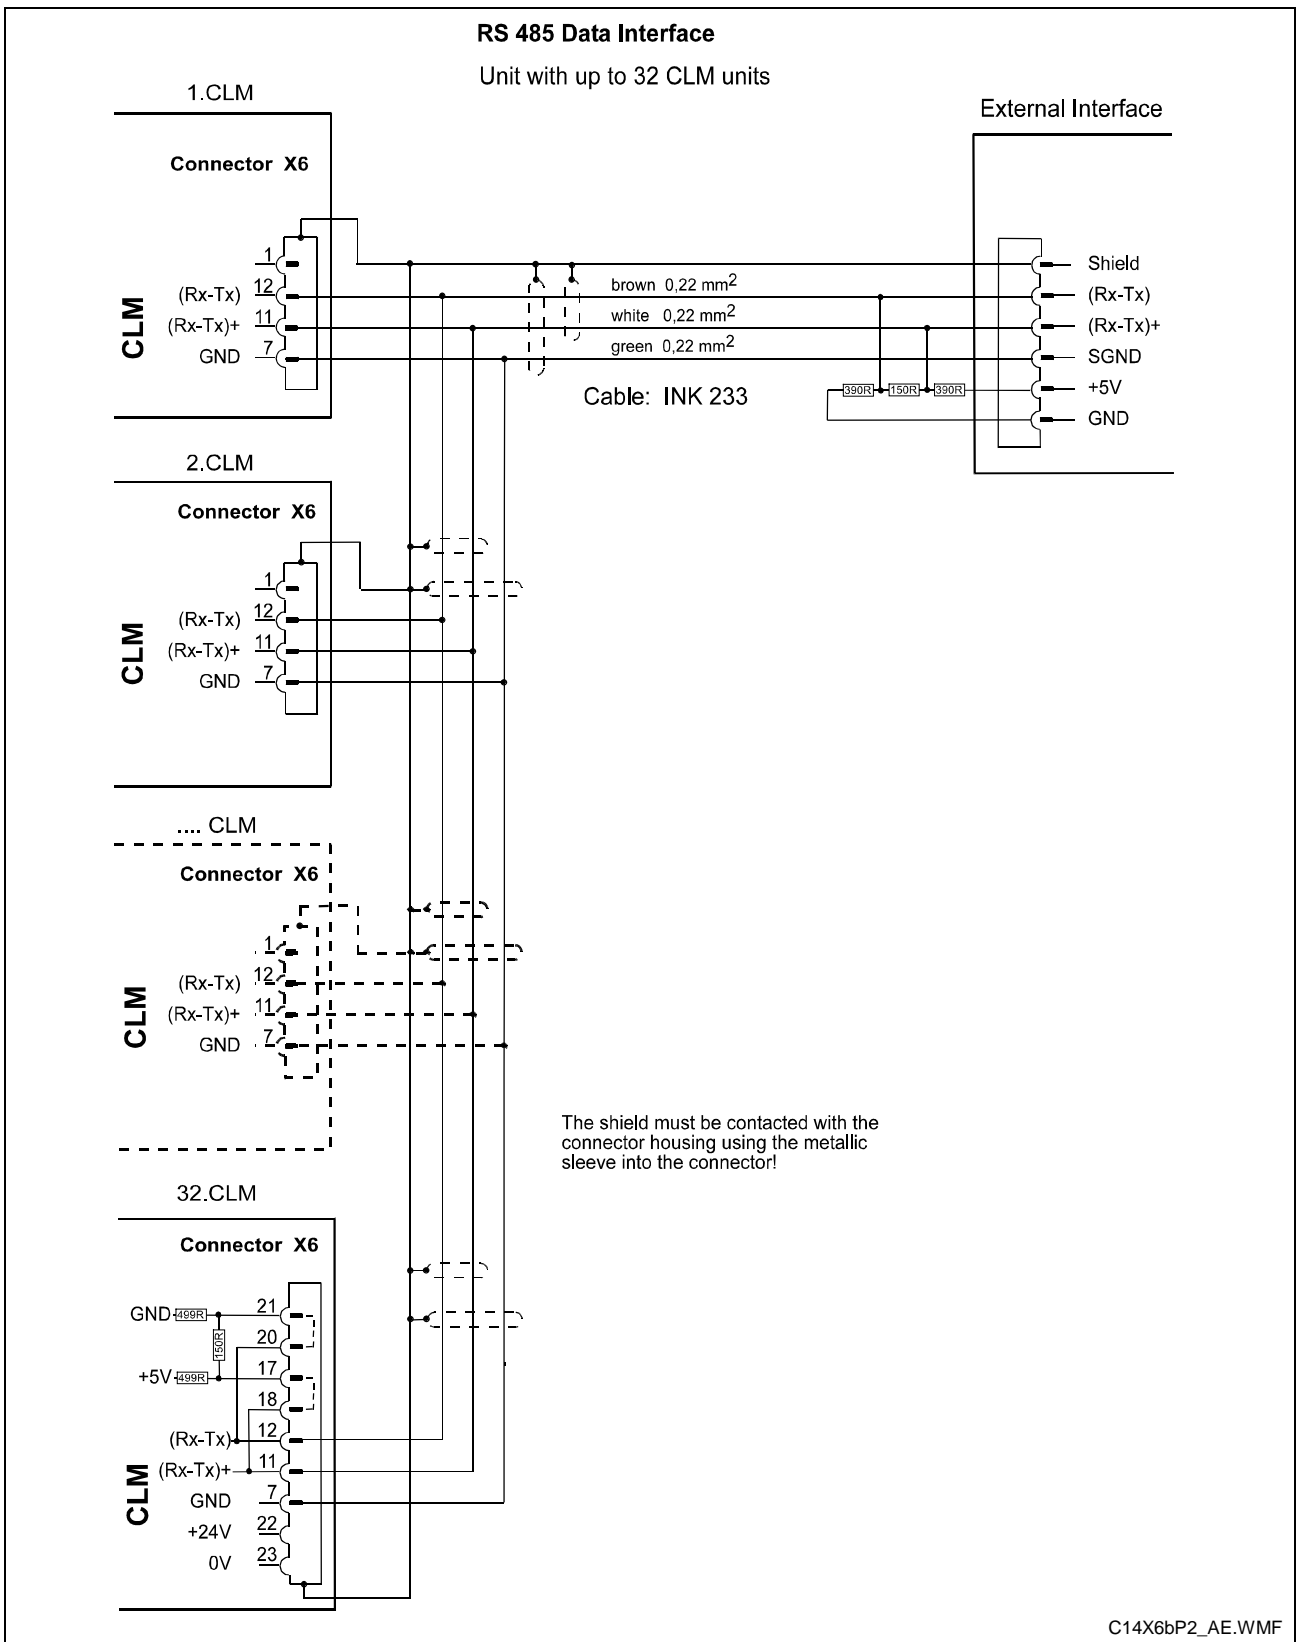 RS 485 Data Interface
Unit with up to 32 CLM units
1.CLM
External Interface
Connector X6
1
(Rx-Tx) 12
(Rx-Tx)+ 11
GND 7
CLM
brown 0,22 mm2
white 0,22 mm2
green 0,22 mm2
Cable: INK 233
Shield
(Rx-Tx)
(Rx-Tx)+
SGND
+5V
GND
390R 150R 390R
2.CLM
Connector X6
1
(Rx-Tx) 12
(Rx-Tx)+ 11
GND 7
CLM
.... CLM
Connector X6
1
(Rx-Tx) 12
(Rx-Tx)+ 11
GND 7
CLM
The shield must be contacted with the
connector housing using the metallic
sleeve into the connector!
32.CLM
Connector X6
GND 499R 21
150R
20
+5V 499R 17
18
(Rx-Tx) 12
(Rx-Tx)+ 11
GND 7
+24V 22
0V 23
CLM
C14X6bP2_AE.WMF